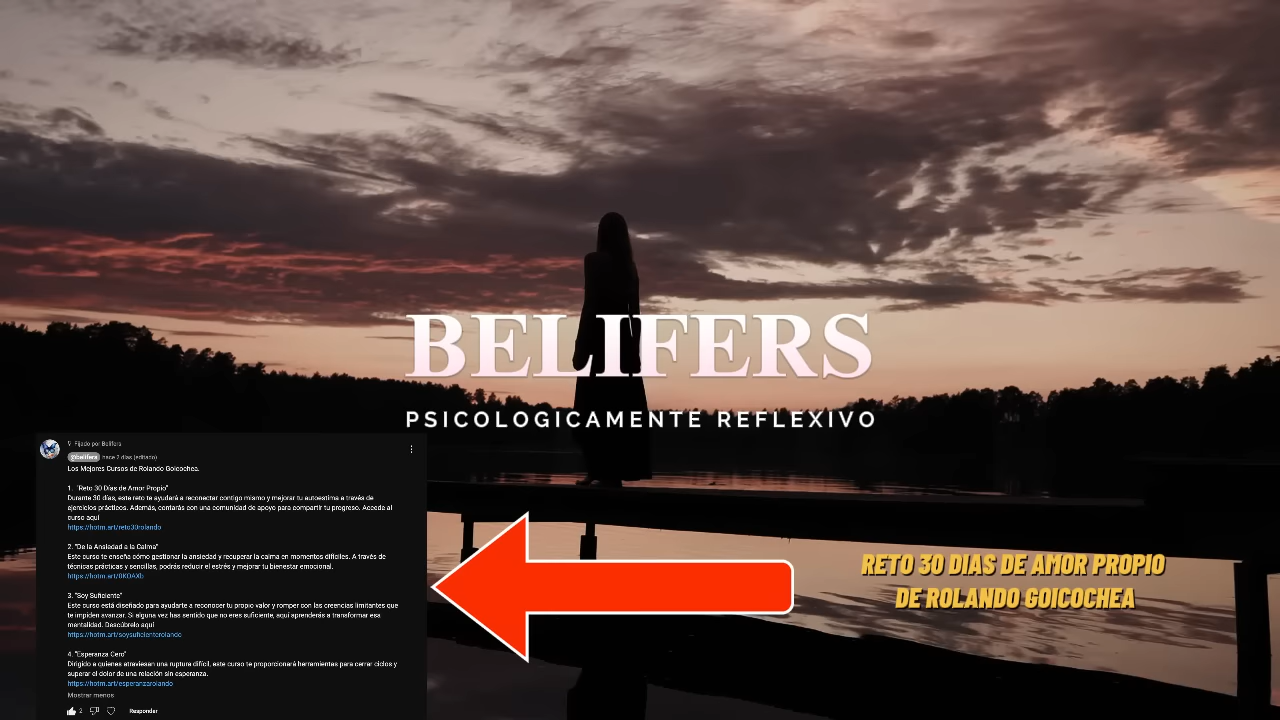 BELIFERS
PSICOLOGICAMENTE REFLEXIVO
Fijado por Belifers
@belifers hace 2 días (editado)
Los Mejores Cursos de Rolando Goicochea.
1. "Reto 30 Días de Amor Propio"
Durante 30 días, este reto te ayudará a reconectar contigo mismo y mejorar tu autoestima a través de
ejercicios prácticos. Además, contarás con una comunidad de apoyo para compartir tu progreso. Accede al
curso aquí
https://hotm.art/reto30rolando
2. "De la Ansiedad a la Calma"
Este curso te enseña cómo gestionar la ansiedad y recuperar la calma en momentos difíciles. A través de
técnicas prácticas y sencillas, podrás reducir el estrés y mejorar tu bienestar emocional.
https://hotm.art/0KOAXb
3. "Soy Suficiente"
Este curso está diseñado para ayudarte a reconocer tu propio valor y romper con las creencias limitantes que
te impiden avanzar. Si alguna vez has sentido que no eres suficiente, aquí aprenderás a transformar esa
mentalidad. Descúbrelo aquí
https://hotm.art/soysuficienterolando
4. "Esperanza Cero"
Dirigido a quienes atraviesan una ruptura difícil, este curso te proporcionará herramientas para cerrar ciclos y
superar el dolor de una relación sin esperanza.
https://hotm.art/esperanzarolando
Mostrar menos
2 Responder
RETO 30 DIAS DE AMOR PROPIO
DE ROLANDO GOICOCHEA